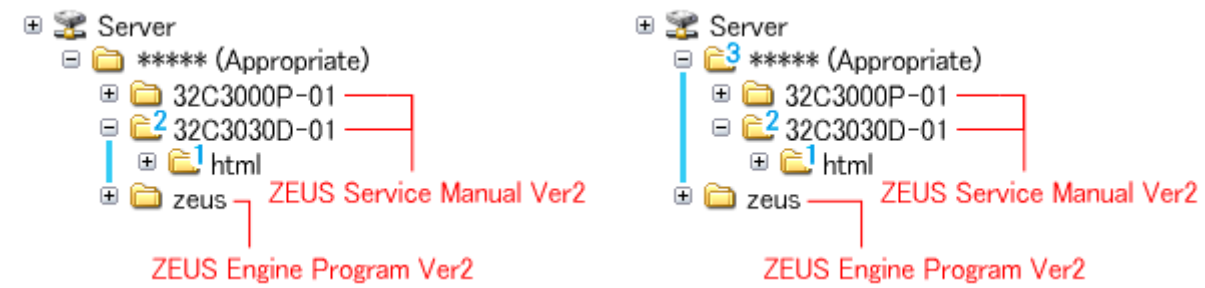 Server
***** (Appropriate)
32C3000P-01
2 32C3030D-01
1 html
zeus
ZEUS Service Manual Ver2
ZEUS Engine Program Ver2
Server
3 ***** (Appropriate)
32C3000P-01
2 32C3030D-01
1 html
zeus
ZEUS Service Manual Ver2
ZEUS Engine Program Ver2